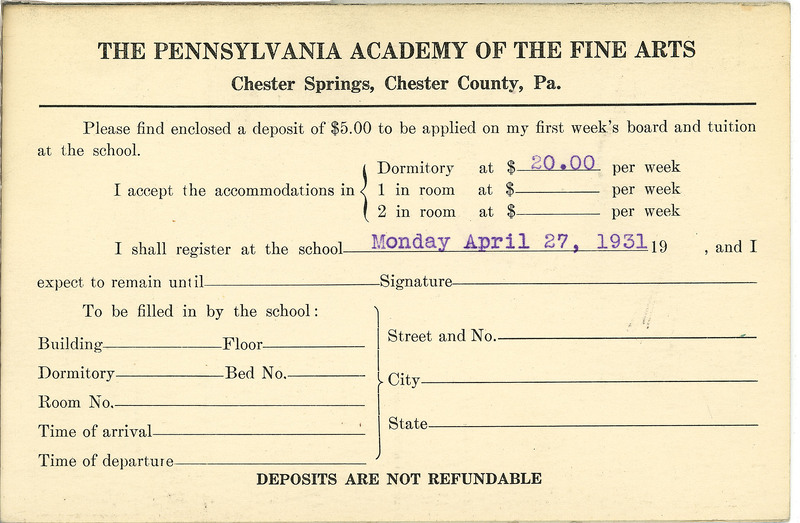 THE PENNSYLVANIA ACADEMY OF THE FINE ARTS
Chester Springs, Chester County, Pa.
Please find enclosed a deposit of $5.00 to be applied on my first week's board and tuition
at the school.
I accept the accommodations in
Dormitory at $ 20.00 per week
1 in room at $ per week
2 in room at $ per week
I shall register at the school Monday April 27, 1931 19 , and I
expect to remain until Signature
To be filled in by the school:
Building Floor
Dormitory Bed No.
Room No.
Time of arrival
Time of departure
Street and No.
City
State
DEPOSITS ARE NOT REFUNDABLE